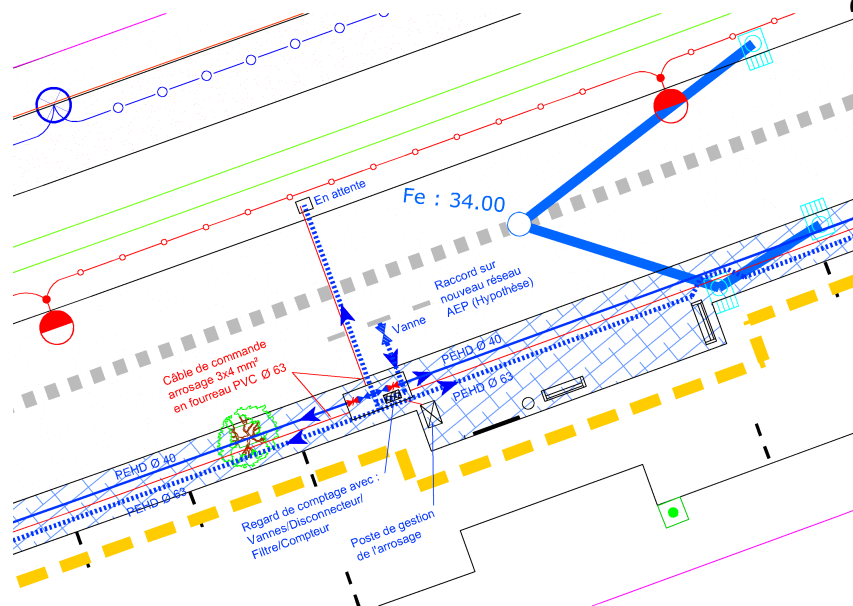 En attente
Fe : 34.00
Raccord sur
nouveau réseau
AEP (Hypothèse)
Vanne
PEHD Ø 40
PEHD Ø 63
Câble de commande
arrosage 3x4 mm²
en fourreau PVC Ø 63
PEHD Ø 40
PEHD Ø 63
Regard de comptage avec :
Vannes/Disconnecteur/
Filtre/Compteur
Poste de gestion
de l'arrosage